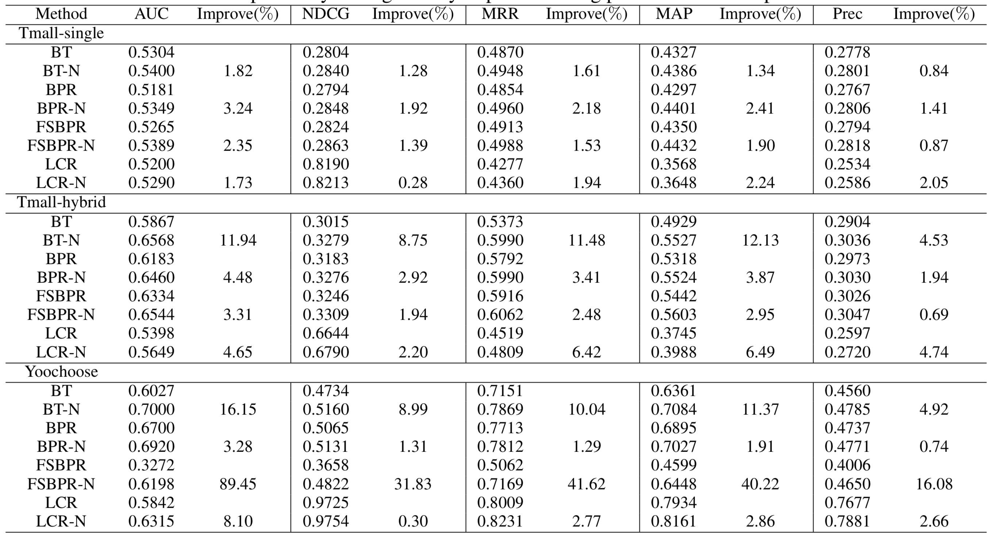 Method AUC Improve(%) NDCG Improve(%) MRR Improve(%) MAP Improve(%) Prec Improve(%)
Tmall-single
BT 0.5304 0.2804 0.4870 0.4327 0.2778
BT-N 0.5400 1.82 0.2840 1.28 0.4948 1.61 0.4386 1.34 0.2801 0.84
BPR 0.5181 0.2794 0.4854 0.4297 0.2767
BPR-N 0.5349 3.24 0.2848 1.92 0.4960 2.18 0.4401 2.41 0.2806 1.41
FSBPR 0.5265 0.2824 0.4913 0.4350 0.2794
FSBPR-N 0.5389 2.35 0.2863 1.39 0.4988 1.53 0.4432 1.90 0.2818 0.87
LCR 0.5200 0.8190 0.4277 0.3568 0.2534
LCR-N 0.5290 1.73 0.8213 0.28 0.4360 1.94 0.3648 2.24 0.2586 2.05
Tmall-hybrid
BT 0.5867 0.3015 0.5373 0.4929 0.2904
BT-N 0.6568 11.94 0.3279 8.75 0.5990 11.48 0.5527 12.13 0.3036 4.53
BPR 0.6183 0.3183 0.5792 0.5318 0.2973
BPR-N 0.6460 4.48 0.3276 2.92 0.5990 3.41 0.5524 3.87 0.3030 1.94
FSBPR 0.6334 0.3246 0.5916 0.5442 0.3026
FSBPR-N 0.6544 3.31 0.3309 1.94 0.6062 2.48 0.5603 2.95 0.3047 0.69
LCR 0.5398 0.6644 0.4519 0.3745 0.2597
LCR-N 0.5649 4.65 0.6790 2.20 0.4809 6.42 0.3988 6.49 0.2720 4.74
Yoochoose
BT 0.6027 0.4734 0.7151 0.6361 0.4560
BT-N 0.7000 16.15 0.5160 8.99 0.7869 10.04 0.7084 11.37 0.4785 4.92
BPR 0.6700 0.5065 0.7713 0.6895 0.4737
BPR-N 0.6920 3.28 0.5131 1.31 0.7812 1.29 0.7027 1.91 0.4771 0.74
FSBPR 0.3272 0.3658 0.5062 0.4599 0.4006
FSBPR-N 0.6198 89.45 0.4822 31.83 0.7169 41.62 0.6448 40.22 0.4650 16.08
LCR 0.5842 0.9725 0.8009 0.7934 0.7677
LCR-N 0.6315 8.10 0.9754 0.30 0.8231 2.77 0.8161 2.86 0.7881 2.66